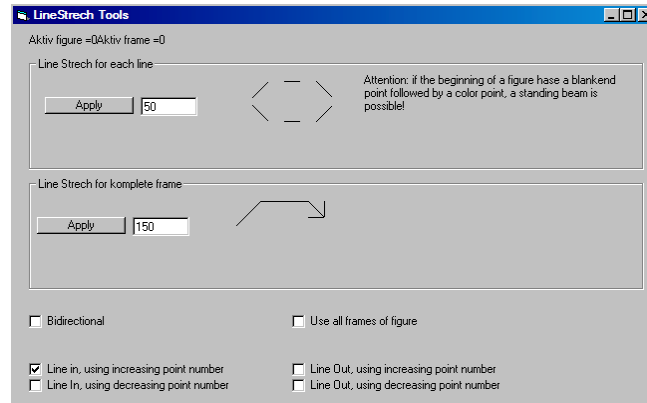 LineStrech Tools
Aktiv figure =0Aktiv frame =0
Line Strech for each line
Apply
50
Attention: if the beginning of a figure hase a blankend
point followed by a color point, a standing beam is
possible!
Line Strech for komplete frame
Apply
150
Bidirectional
Use all frames of figure
Line in, using increasing point number
Line Out, using increasing point number
Line In, using decreasing point number
Line Out, using decreasing point number